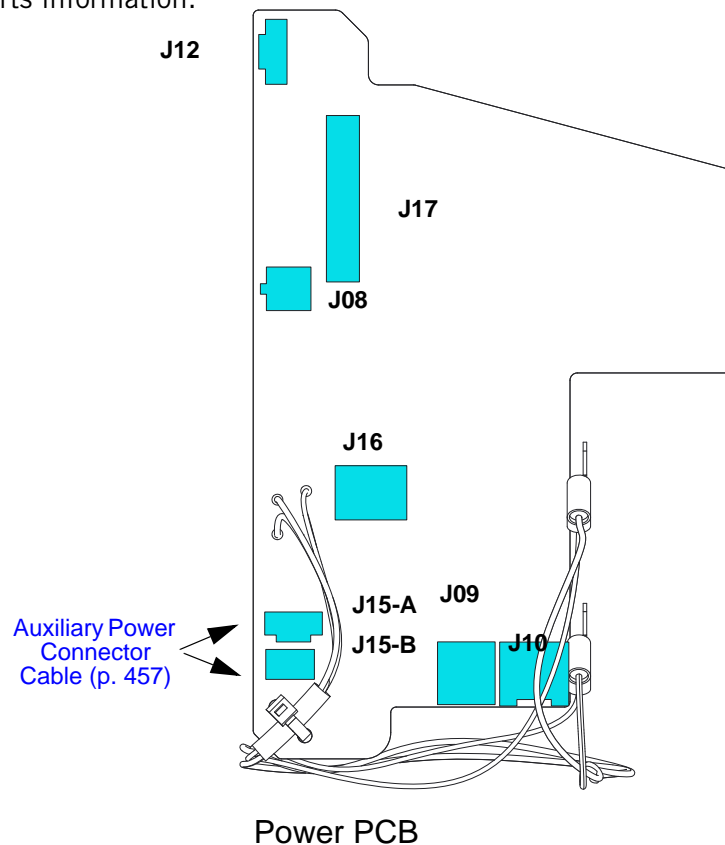 rts information.
J12
J17
J08
J16
J15-A
J09
J15-B
J10
Auxiliary Power
Connector
Cable (p. 457)
Power PCB